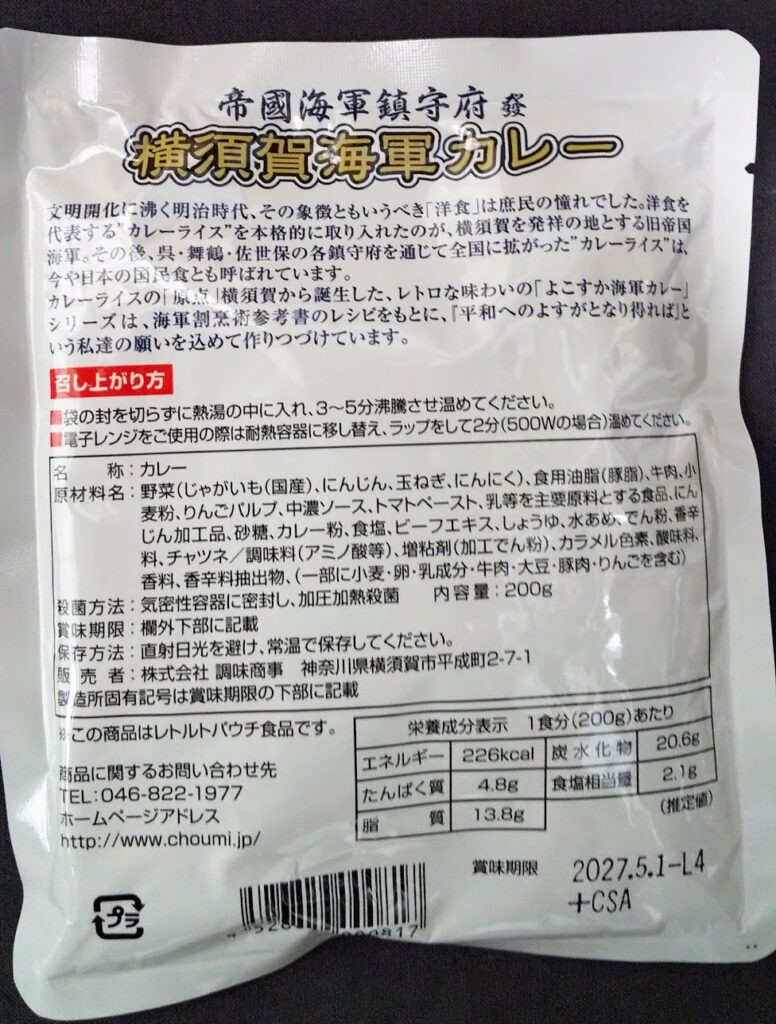 帝國海軍鎮守府 發
横須賀海軍カレー
文明開化に沸く明治時代、その象徴ともいうべき「洋食」は庶民の憧れでした。洋食を
代表する"カレーライス"を本格的に取り入れたのが、横須賀を発祥の地とする旧帝国
海軍。その後、呉・舞鶴・佐世保の各鎮守府を通じて全国に拡がった"カレーライス"は、
今や日本の国民食とも呼ばれています。
カレーライスの「原点」横須賀から誕生した、レトロな味わいの「よこすか海軍カレー」
シリーズは、海軍割烹術参考書のレシピをもとに、『平和へのよすがとなり得れば』と
いう私達の願いを込めて作りつづけています。
召し上がり方
■袋の封を切らずに熱湯の中に入れ、3〜5分沸騰させ温めてください。
■電子レンジをご使用の際は耐熱容器に移し替え、ラップをして2分(500Wの場合)温めてください。
名 称:カレー
原材料名:野菜(じゃがいも(国産)、にんじん、玉ねぎ、にんにく)、食用油脂(豚脂)、牛肉、小
麦粉、りんごパルプ、中濃ソース、トマトペースト、乳等を主要原料とする食品、にん
じん加工品、砂糖、カレー粉、食塩、ビーフエキス、しょうゆ、水あめ、でん粉、香辛
料、チャツネ/調味料(アミノ酸等)、増粘剤(加工でん粉)、カラメル色素、酸味料、
香料、香辛料抽出物、(一部に小麦・卵・乳成分・牛肉・大豆・豚肉・りんごを含む)
殺菌方法:気密性容器に密封し、加圧加熱殺菌 内容量:200g
賞味期限:欄外下部に記載
保存方法:直射日光を避け、常温で保存してください。
販売者:株式会社 調味商事 神奈川県横須賀市平成町2-7-1
製造所固有記号は賞味期限の下部に記載
※この商品はレトルトパウチ食品です。
商品に関するお問い合わせ先
TEL:046-822-1977
ホームページアドレス
http://www.choumi.jp/
栄養成分表示 1食分(200g)あたり
エネルギー 226kcal 炭水化物 20.6g
たんぱく質 4.8g 食塩相当量 2.1g
脂質 13.8g
(推定値)
賞味期限 2027.5.1-L4
+CSA
プラ